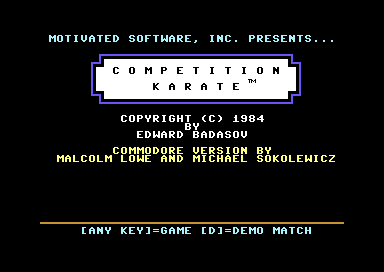 MOTIVATED SOFTWARE, INC. PRESENTS...
COMPETITION
KARATE™
COPYRIGHT (C) 1984
BY
EDWARD BADASOV
COMMODORE VERSION BY
MALCOLM LOWE AND MICHAEL SOKOLEWICZ
[ANY KEY]=GAME [D]=DEMO MATCH